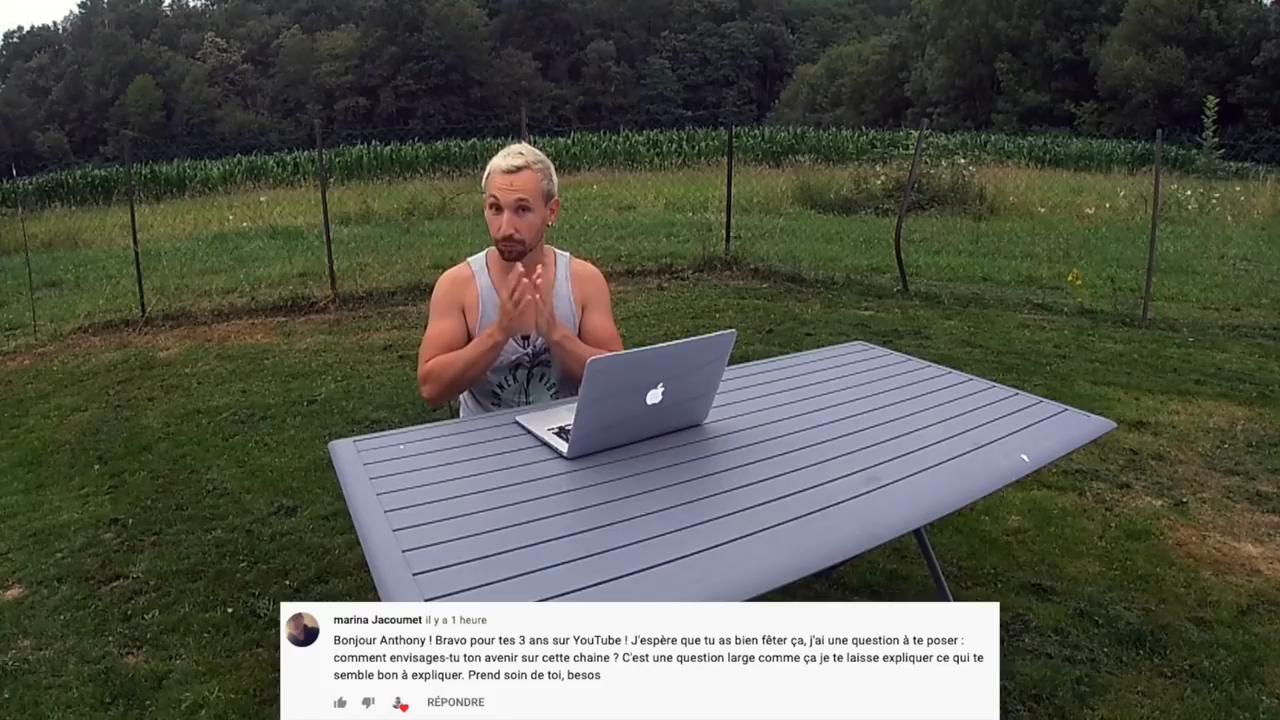 marina Jacoumet il y a 1 heure
Bonjour Anthony ! Bravo pour tes 3 ans sur YouTube ! J'espère que tu as bien fêter ça, j'ai une question à te poser :
comment envisages-tu ton avenir sur cette chaine ? C'est une question large comme ça je te laisse expliquer ce qui te
semble bon à expliquer. Prend soin de toi, besos
RÉPONDRE